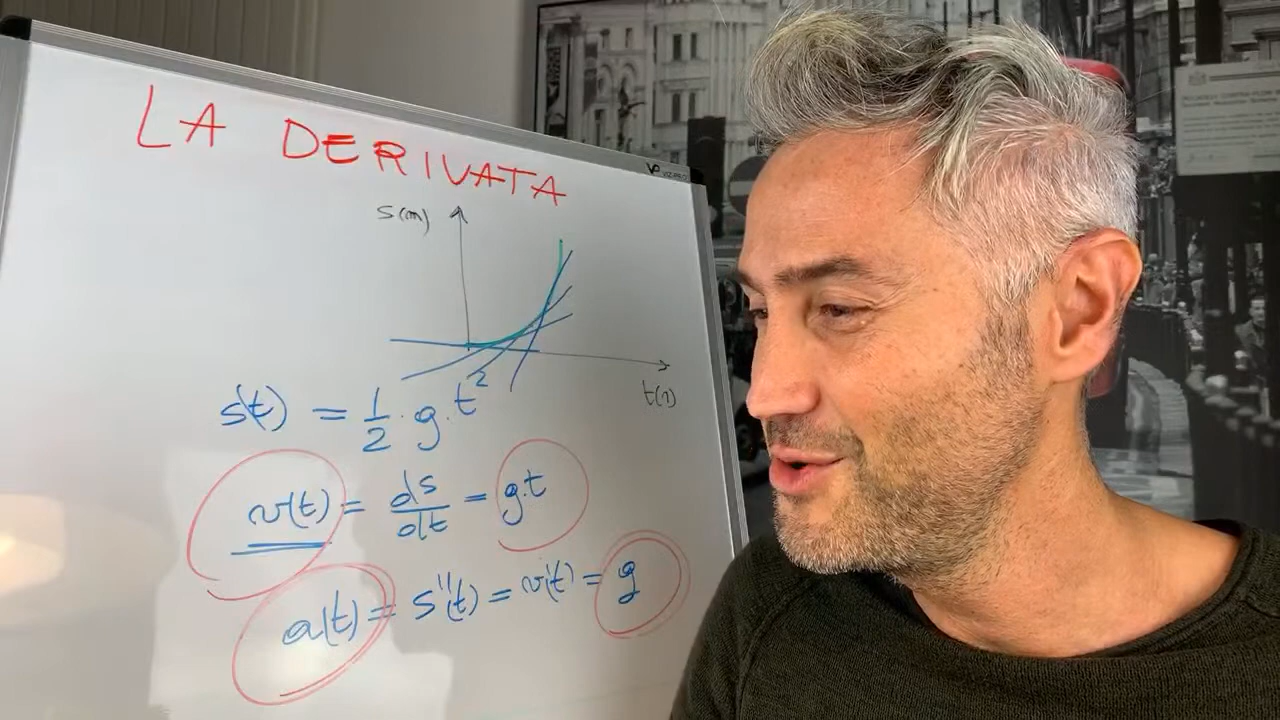 LA DERIVATA
s(m)
t(s)
s(t) = 1/2 · g · t²
v(t) = ds/dt = g·t
a(t) = s''(t) = v'(t) = g